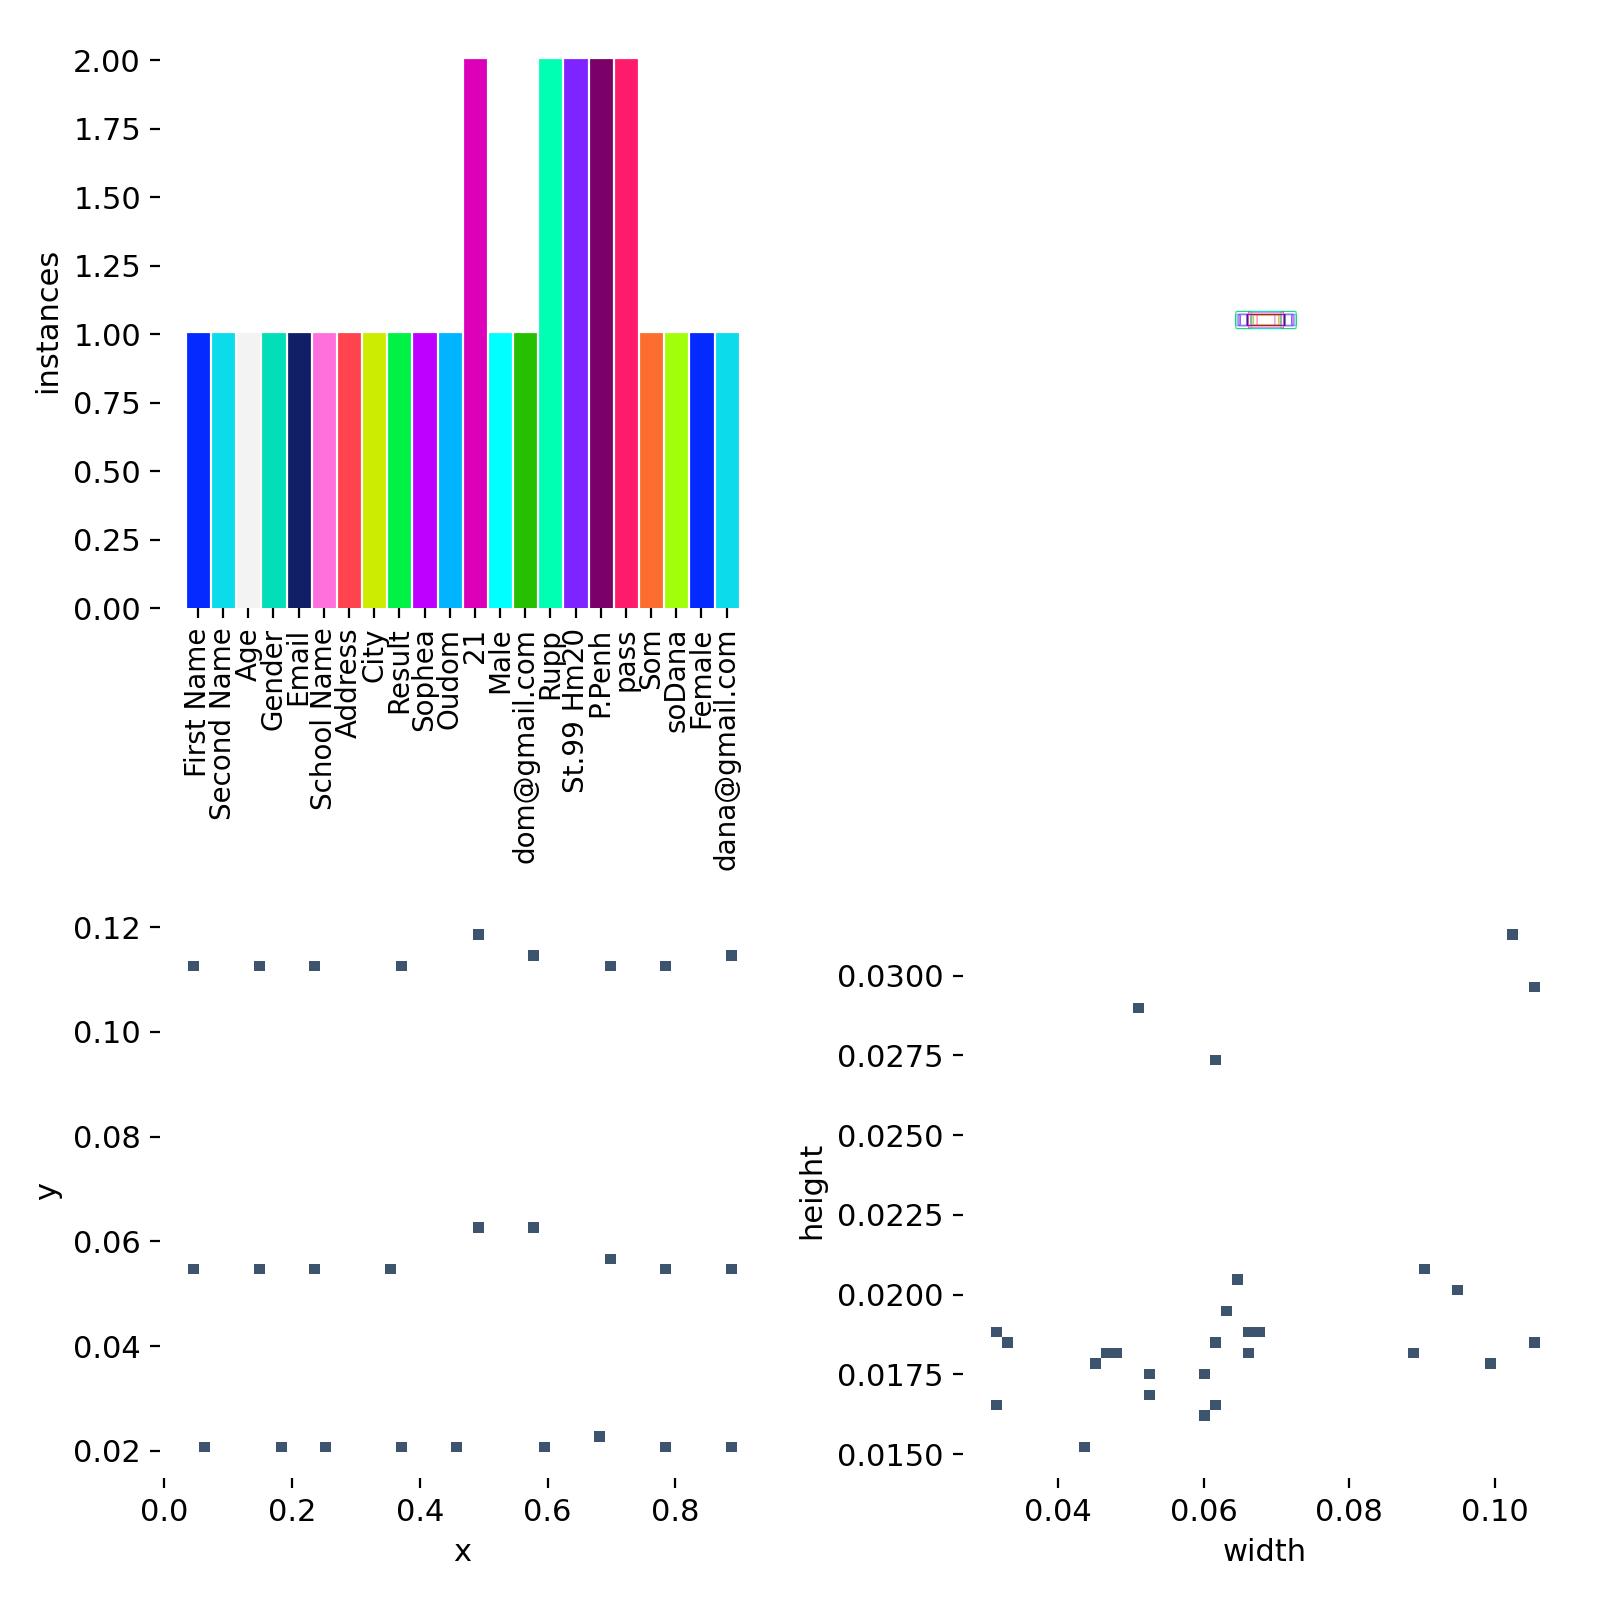 2.00
1.75
1.50
1.25
1.00
0.75
0.50
0.25
0.00
instances
First Name
Second Name
Age
Gender
Email
School Name
Address
City
Result
Sophea
Oudom
21
Male
dom@gmail.com
Rupp
St.99 Hm20
P.Penh
pass
Som
soDana
Female
dana@gmail.com
0.12
0.10
0.08
0.06
0.04
0.02
y
0.0 0.2 0.4 0.6 0.8
x
0.0300
0.0275
0.0250
0.0225
0.0200
0.0175
0.0150
height
0.04 0.06 0.08 0.10
width